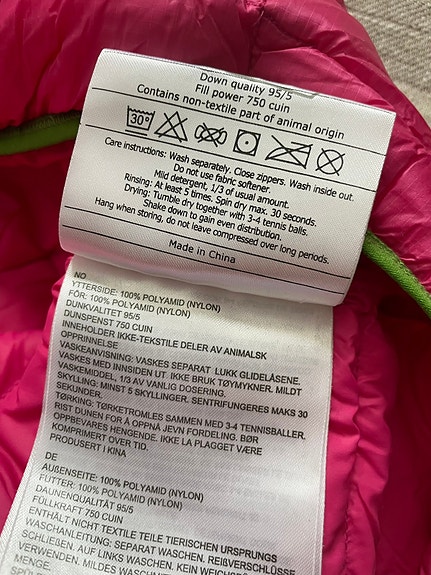 Down quality 95/5
Fill power 750 cuin
Contains non-textile part of animal origin
30°
Care instructions: Wash separately. Close zippers. Wash inside out.
Do not use fabric softener.
Mild detergent, 1/3 of usual amount.
Rinsing: At least 5 times. Spin dry max. 30 seconds.
Drying: Tumble dry together with 3-4 tennis balls.
Shake down to gain even distribution.
Hang when storing, do not leave compressed over long periods.
Made in China
NO
YTTERSIDE: 100% POLYAMID (NYLON)
FÔR: 100% POLYAMID (NYLON)
DUNKVALITET 95/5
DUNSPENST 750 CUIN
INNEHOLDER IKKE-TEKSTILE DELER AV ANIMALSK
OPPRINNELSE
VASKEANVISNING: VASKES SEPARAT LUKK GLIDELÅSENE.
VASKES MED INNSIDEN UT. IKKE BRUK TØYMYKNER. MILDT
VASKEMIDDEL, 1/3 AV VANLIG DOSERING.
SKYLLING: MINST 5 SKYLLINGER. SENTRIFUGERES MAKS 30
SEKUNDER.
TØRKING: TØRKETROMLES SAMMEN MED 3-4 TENNISBALLER.
RIST DUNEN FOR Å OPPNÅ JEVN FORDELING. BØR
OPPBEVARES HENGENDE. IKKE LA PLAGGET VÆRE
KOMPRIMERT OVER TID.
PRODUSERT I KINA
DE
AUßENSEITE: 100% POLYAMID (NYLON)
FUTTER: 100% POLYAMID (NYLON)
DAUNENQUALITÄT 95/5
FÜLLKRAFT 750 CUIN
ENTHÄLT NICHT TEXTILE TEILE TIERISCHEN URSPRUNGS
WASCHANLEITUNG: SEPARAT WASCHEN. REIßVERSCHLÜSSE
SCHLIEßEN. AUF LINKS WASCHEN. KEIN WEICHSPÜLER
VERWENDEN. MILDES WASCHMITTEL
MENGE.